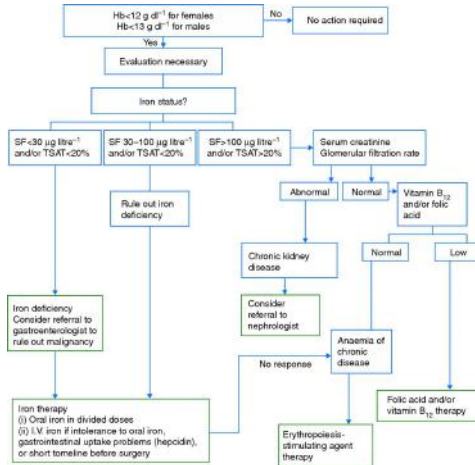 Hb<12 g dl⁻¹ for females
Hb<13 g dl⁻¹ for males
No
No action required
Yes
Evaluation necessary
Iron status?
SF<30 µg litre⁻¹
and/or TSAT<20%
SF 30–100 µg litre⁻¹
and/or TSAT<20%
SF>100 µg litre⁻¹
and/or TSAT>20%
Serum creatinine
Glomerular filtration rate
Rule out iron
deficiency
Abnormal
Normal
Vitamin B₁₂
and/or folic
acid
Normal
Low
Chronic kidney
disease
Iron deficiency
Consider referral to
gastroenterologist to
rule out malignancy
Consider
referral to
nephrologist
No response
Anaemia of
chronic
disease
Iron therapy
(i) Oral iron in divided doses
(ii) I.V. iron if intolerance to oral iron,
gastrointestinal uptake problems (hepcidin),
or short tomeline before surgery
Folic acid and/or
vitamin B₁₂ therapy
Erythropoiesis-
stimulating agent
therapy